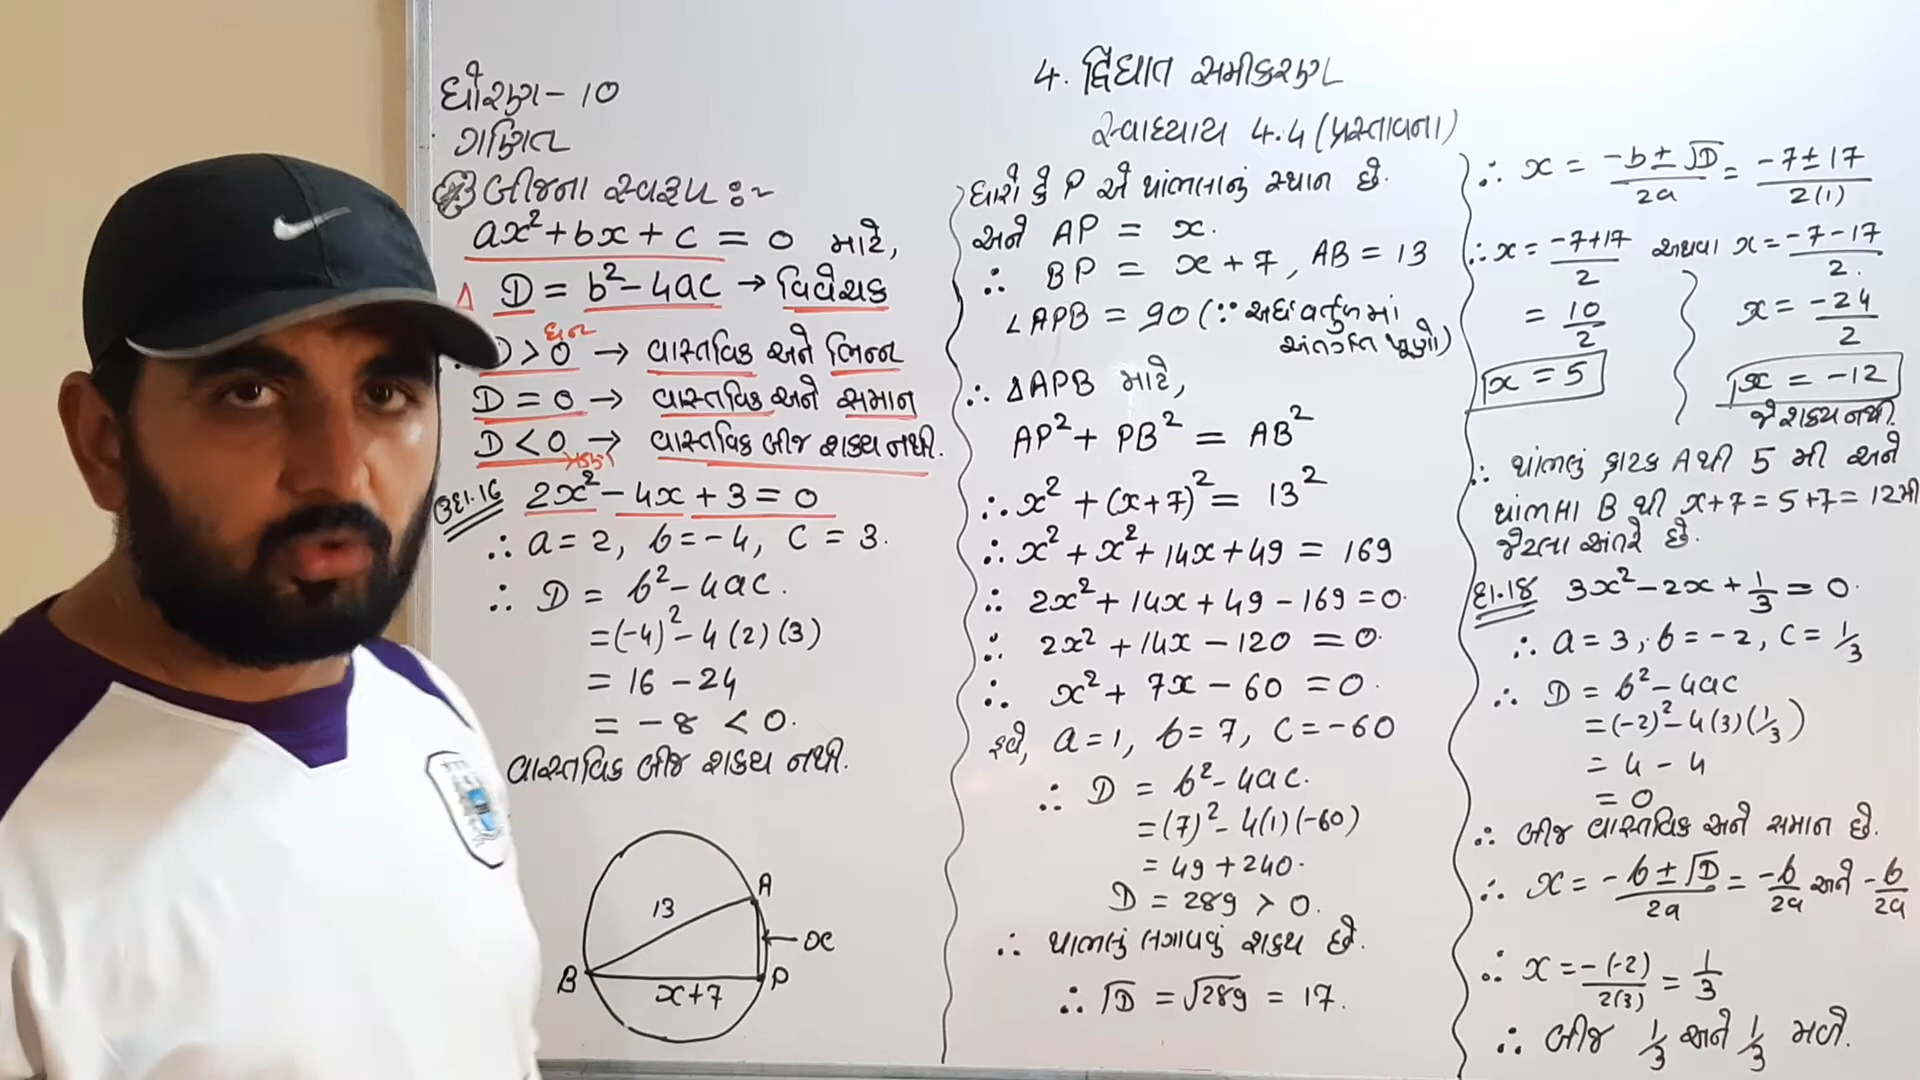 ધોરણ-10
ગણિત
બીજના સ્વરૂપ :-
ax²+bx+c = 0 માટે,
Δ D = b²-4ac → વિવેચક
ધન
D > 0 → વાસ્તવિક અને ભિન્ન
D = 0 → વાસ્તવિક અને સમાન
D < 0 → વાસ્તવિક બીજ શક્ય નથી.
ઋણ
ઉદા.16 2x²-4x+3=0
∴ a=2, b=-4, c=3.
∴ D = b²-4ac.
=(-4)²-4(2)(3)
= 16-24
= -8 < 0.
વાસ્તવિક બીજ શક્ય નથી.
A
13
x
B
x+7
P
4. દ્વિઘાત સમીકરણ
સ્વાધ્યાય 4.4 (પ્રસ્તાવના)
ધારો કે P એ થાંભલાનું સ્થાન છે.
અને AP = x.
∴ BP = x+7, AB = 13
∠APB = 90 (∵ અર્ધવર્તુળમાં
અંતર્ગત ખૂણો)
∴ ΔAPB માટે,
AP² + PB² = AB²
∴ x² + (x+7)² = 13²
∴ x²+x²+14x+49 = 169
∴ 2x²+14x+49-169=0.
∴ 2x²+14x-120 = 0.
∴ x²+7x-60 = 0.
હવે, a=1, b=7, c=-60
∴ D = b²-4ac.
=(7)²-4(1)(-60)
= 49+240.
D = 289 > 0.
∴ થાંભલું લગાવવું શક્ય છે.
∴ √D = √289 = 17.
∴ x = -b±√D/2a = -7±17/2(1)
∴ x = -7+17/2 અથવા x = -7-17/2.
= 10/2 x = -24/2
x = 5 x = -12
જે શક્ય નથી.
∴ થાંભલું ફાટક A થી 5 મી અને
થાંભલા B થી x+7=5+7=12મી
જેટલા અંતરે છે.
ઉદા.18 3x²-2x+1/3 = 0.
∴ a=3, b=-2, c=1/3
∴ D = b²-4ac
=(-2)²-4(3)(1/3)
= 4-4
= 0
∴ બીજ વાસ્તવિક અને સમાન છે.
∴ x = -b±√D/2a = -b/2a અને -b/2a
∴ x = -(-2)/2(3) = 1/3
∴ બીજ 1/3 અને 1/3 મળે.